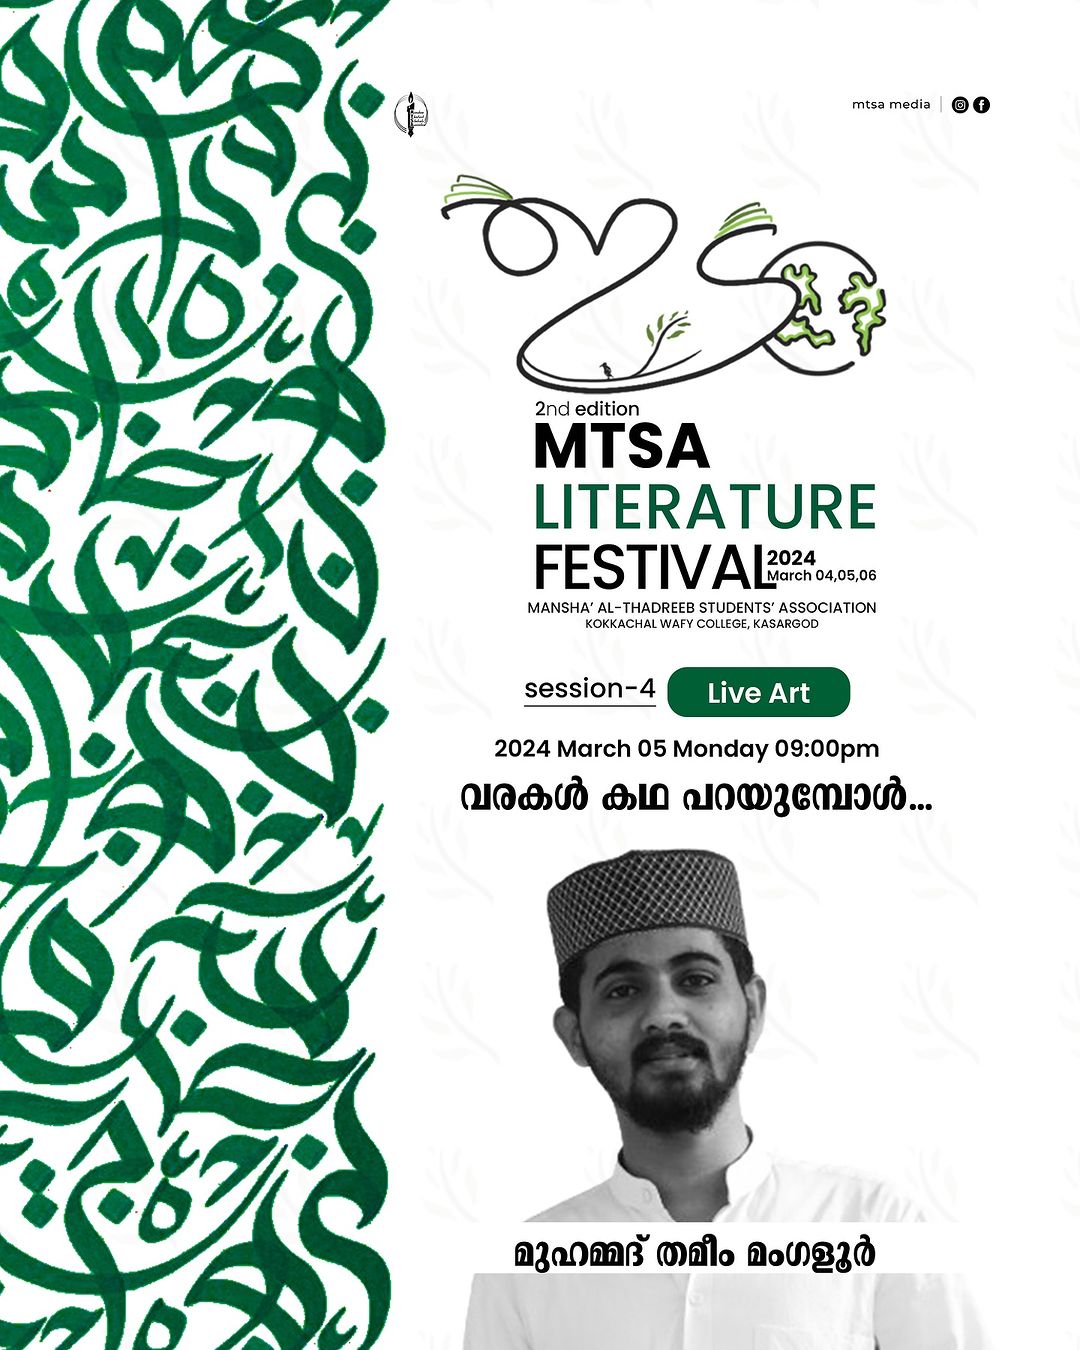 mtsa media
2nd edition
MTSA
LITERATURE
FESTIVAL
2024
March 04,05,06
MANSHA’ AL-THADREEB STUDENTS’ ASSOCIATION
KOKKACHAL WAFY COLLEGE, KASARGOD
session-4
Live Art
2024 March 05 Monday 09:00pm
വരകൾ കഥ പറയുമ്പോൾ...
മുഹമ്മദ് തമീം മംഗളൂർ